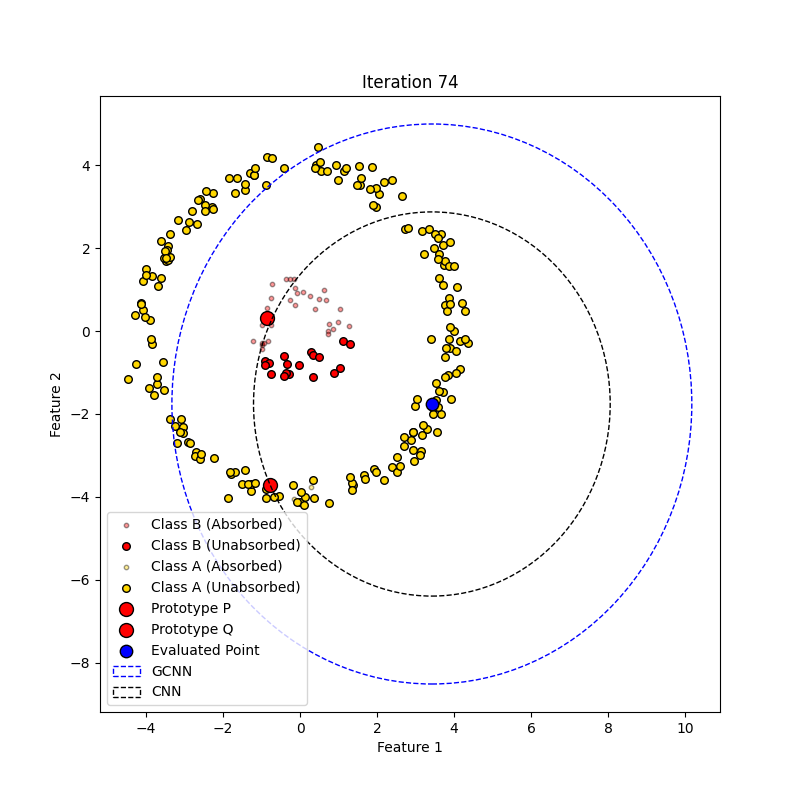 Iteration 74
4
2
0
−2
−4
−6
−8
Feature 2
Class B (Absorbed)
Class B (Unabsorbed)
Class A (Absorbed)
Class A (Unabsorbed)
Prototype P
Prototype Q
Evaluated Point
GCNN
CNN
−4 −2 0 2 4 6 8 10
Feature 1